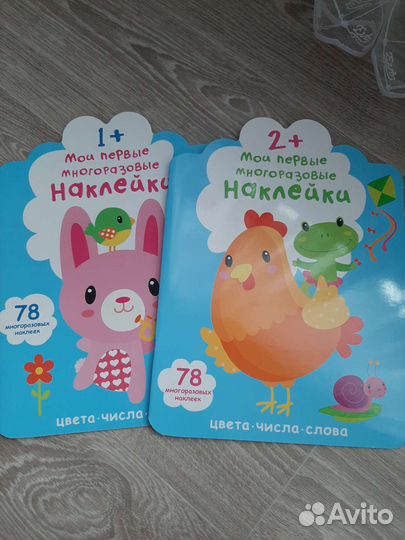 1+
Мои первые
многоразовые
наклейки
78
многоразовых
наклеек
цвета·числа·
2+
Мои первые
многоразовые
наклейки
78
многоразовых
наклеек
цвета·числа·слова
Avito